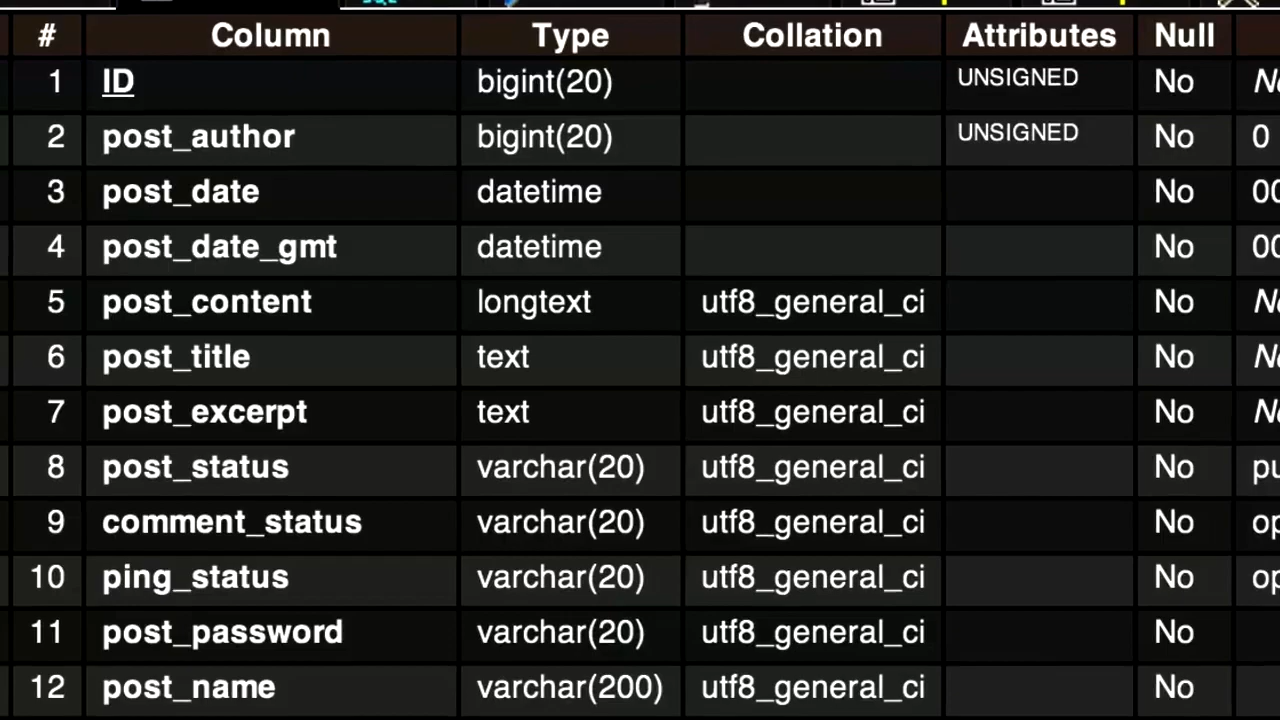 # Column Type Collation Attributes Null
1 ID bigint(20) UNSIGNED No
2 post_author bigint(20) UNSIGNED No 0
3 post_date datetime No 00
4 post_date_gmt datetime No 00
5 post_content longtext utf8_general_ci No
6 post_title text utf8_general_ci No
7 post_excerpt text utf8_general_ci No
8 post_status varchar(20) utf8_general_ci No pu
9 comment_status varchar(20) utf8_general_ci No op
10 ping_status varchar(20) utf8_general_ci No op
11 post_password varchar(20) utf8_general_ci No
12 post_name varchar(200) utf8_general_ci No